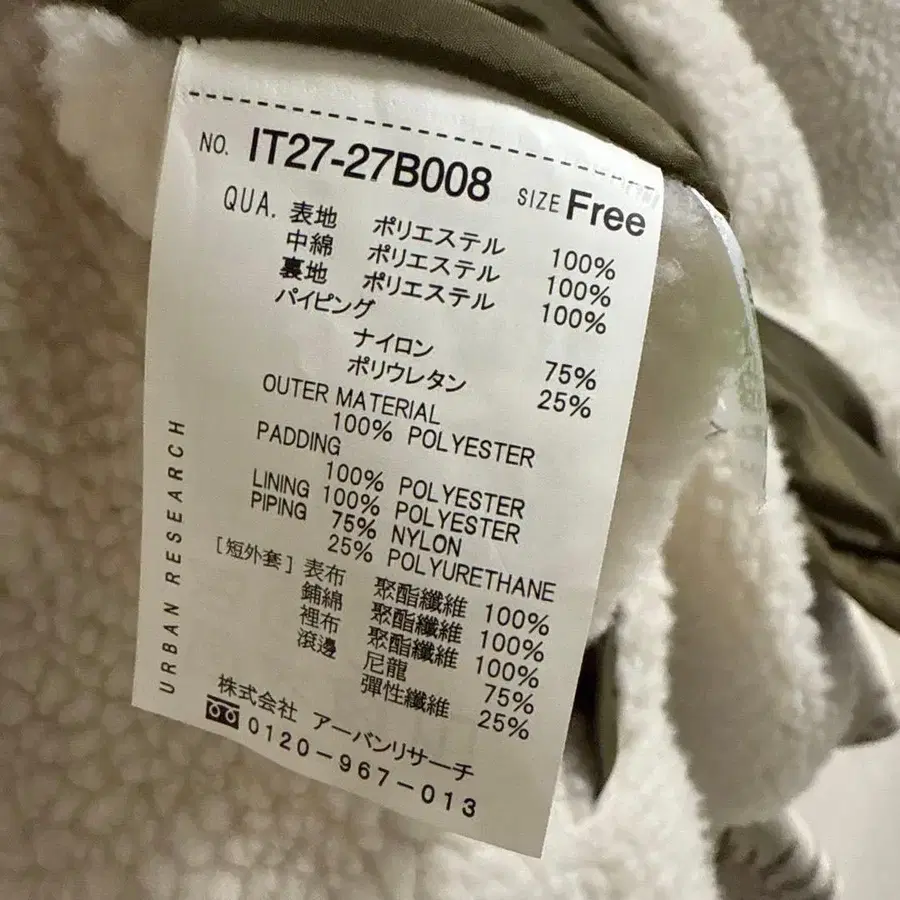 NO. IT27-27B008 SIZE Free
QUA. 表地 ポリエステル 100%
中綿 ポリエステル 100%
裏地 ポリエステル 100%
パイピング
ナイロン 75%
ポリウレタン 25%
OUTER MATERIAL
100% POLYESTER
PADDING
100% POLYESTER
LINING 100% POLYESTER
PIPING 75% NYLON
25% POLYURETHANE
[短外套] 表布 聚酯纖維 100%
鋪綿 聚酯纖維 100%
裡布 聚酯纖維 100%
滾邊 尼龍 75%
彈性纖維 25%
株式会社 アーバンリサーチ
0120-967-013
URBAN RESEARCH